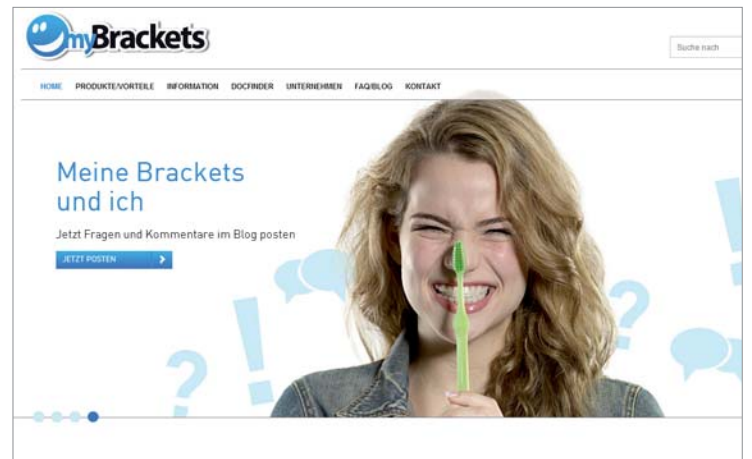 myBrackets
Suche nach
HOME PRODUKTE/VORTEILE INFORMATION DOCFINDER UNTERNEHMEN FAQ/BLOG KONTAKT
Meine Brackets
und ich
Jetzt Fragen und Kommentare im Blog posten
JETZT POSTEN